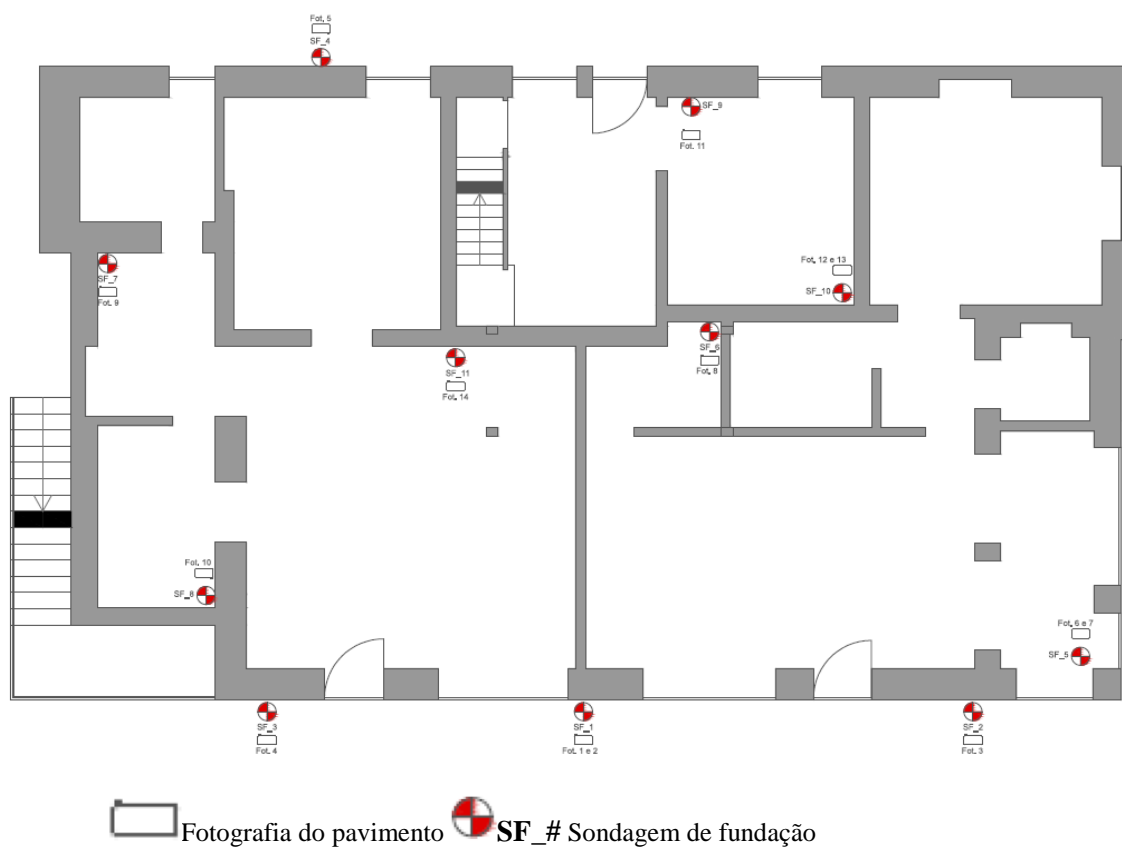 Fot. 5
SF_4
SF_9
Fot. 11
Fot. 12 e 13
SF_10
SF_7
Fot. 9
SF_6
Fot. 8
SF_11
Fot. 14
Fot. 10
SF_8
Fot. 6 e 7
SF_5
SF_3
Fot. 4
SF_1
Fot. 1 e 2
SF_2
Fot. 3
Fotografia do pavimento SF_# Sondagem de fundação